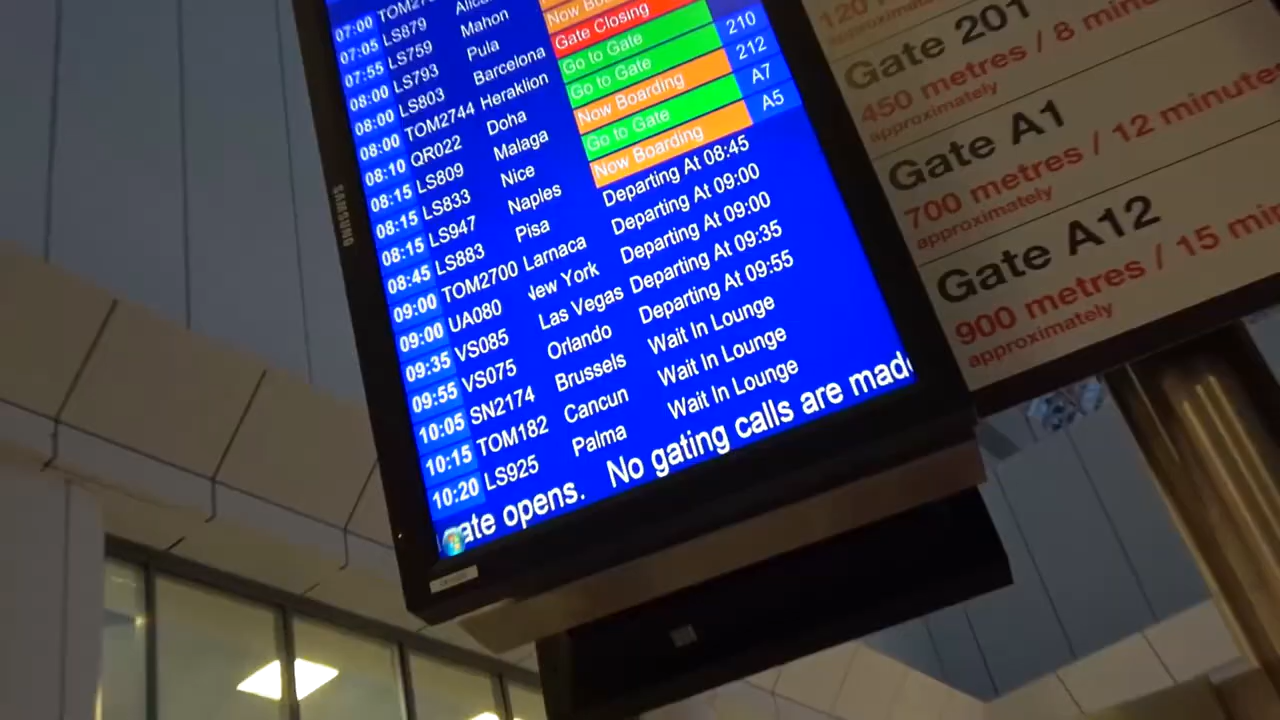 07:00
07:05 LS879
07:55 LS759 Mahon
08:00 LS793 Pula Now
08:00 LS803 Barcelona Gate Closing
08:00 TOM2744 Heraklion Go to Gate
08:10 QR022 Doha Go to Gate 210
08:15 LS809 Malaga Now Boarding 212
08:15 LS833 Nice Go to Gate A7
08:15 LS947 Naples Now Boarding A5
08:45 LS883 Pisa Departing At 08:45
09:00 TOM2700 Larnaca Departing At 09:00
09:00 UA080 New York Departing At 09:00
09:35 VS085 Las Vegas Departing At 09:35
09:55 VS075 Orlando Departing At 09:55
10:05 SN2174 Brussels Wait In Lounge
10:15 TOM182 Cancun Wait In Lounge
10:20 LS925 Palma Wait In Lounge
ate opens. No gating calls are made
SAMSUNG
120
approximately
Gate 201
450 metres / 8 minu
approximately
Gate A1
700 metres / 12 minutes
approximately
Gate A12
900 metres / 15 min
approximately